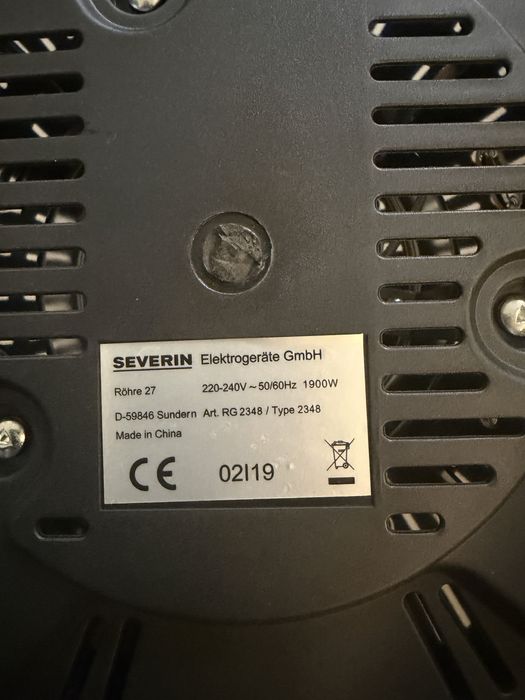 SEVERIN Elektrogeräte GmbH
Röhre 27 220-240V ~ 50/60Hz 1900W
D-59846 Sundern Art. RG 2348 / Type 2348
Made in China
CE 02I19